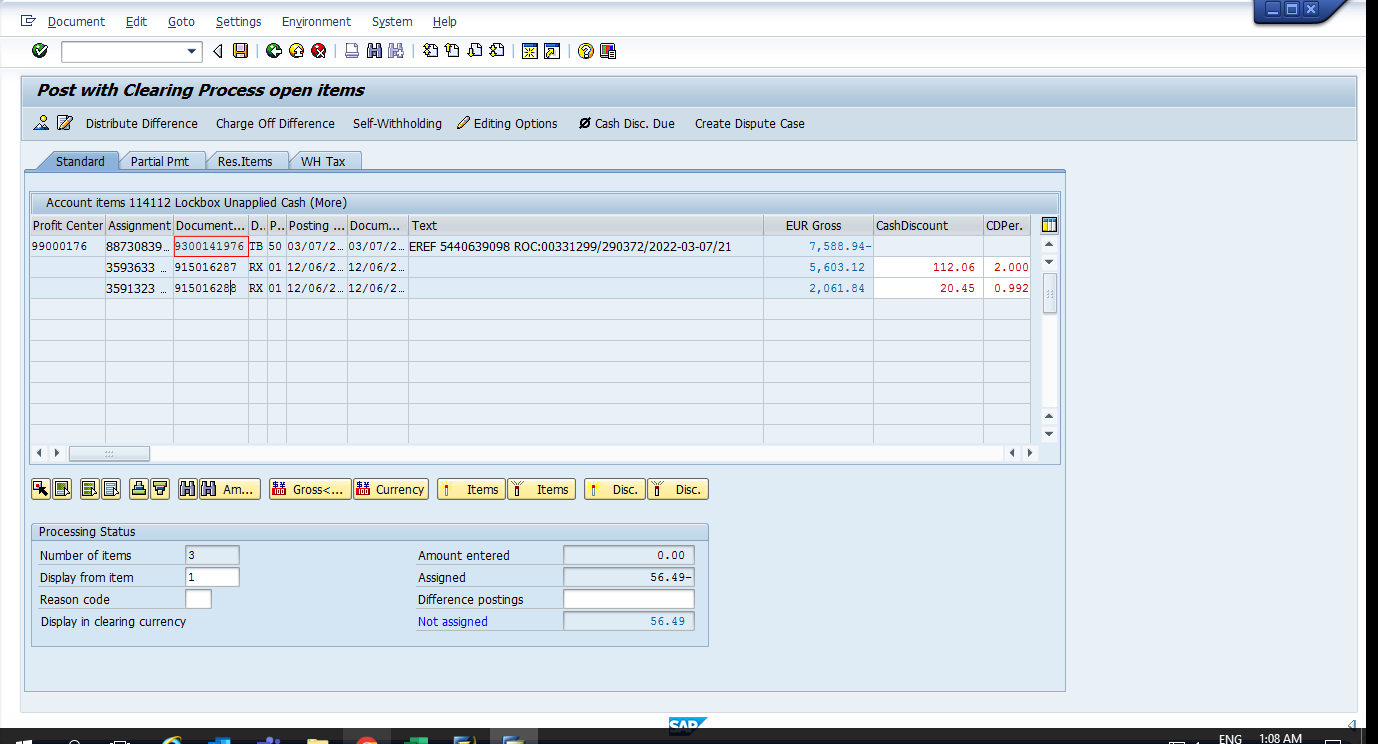 Document Edit Goto Settings Environment System Help
Post with Clearing Process open items
Distribute Difference Charge Off Difference Self-Withholding Editing Options Cash Disc. Due Create Dispute Case
Standard Partial Pmt Res.Items WH Tax
Account items 114112 Lockbox Unapplied Cash (More)
Profit Center Assignment Document... D.. P.. Posting ... Docum... Text EUR Gross CashDiscount CDPer.
99000176 88730839... 9300141976 TB 50 03/07/2... 03/07/2... EREF 5440639098 ROC:00331299/290372/2022-03-07/21 7,588.94-
3593633 ... 915016287 RX 01 12/06/2... 12/06/2... 5,603.12 112.06 2.000
3591323 ... 915016288 RX 01 12/06/2... 12/06/2... 2,061.84 20.45 0.992
Am... Gross<... Currency Items Items Disc. Disc.
Processing Status
Number of items 3 Amount entered 0.00
Display from item 1 Assigned 56.49-
Reason code Difference postings
Display in clearing currency Not assigned 56.49
SAP
ENG 1:08 AM